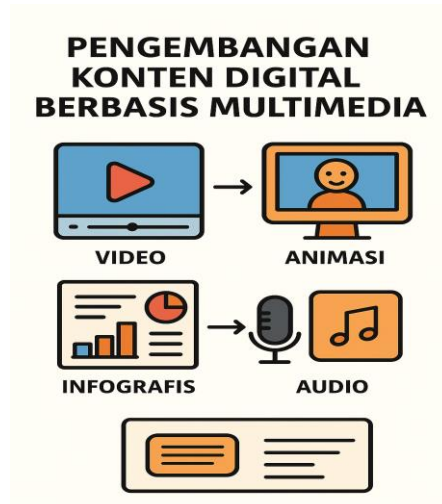 PENGEMBANGAN
KONTEN DIGITAL
BERBASIS MULTIMEDIA
VIDEO
ANIMASI
INFOGRAFIS
AUDIO